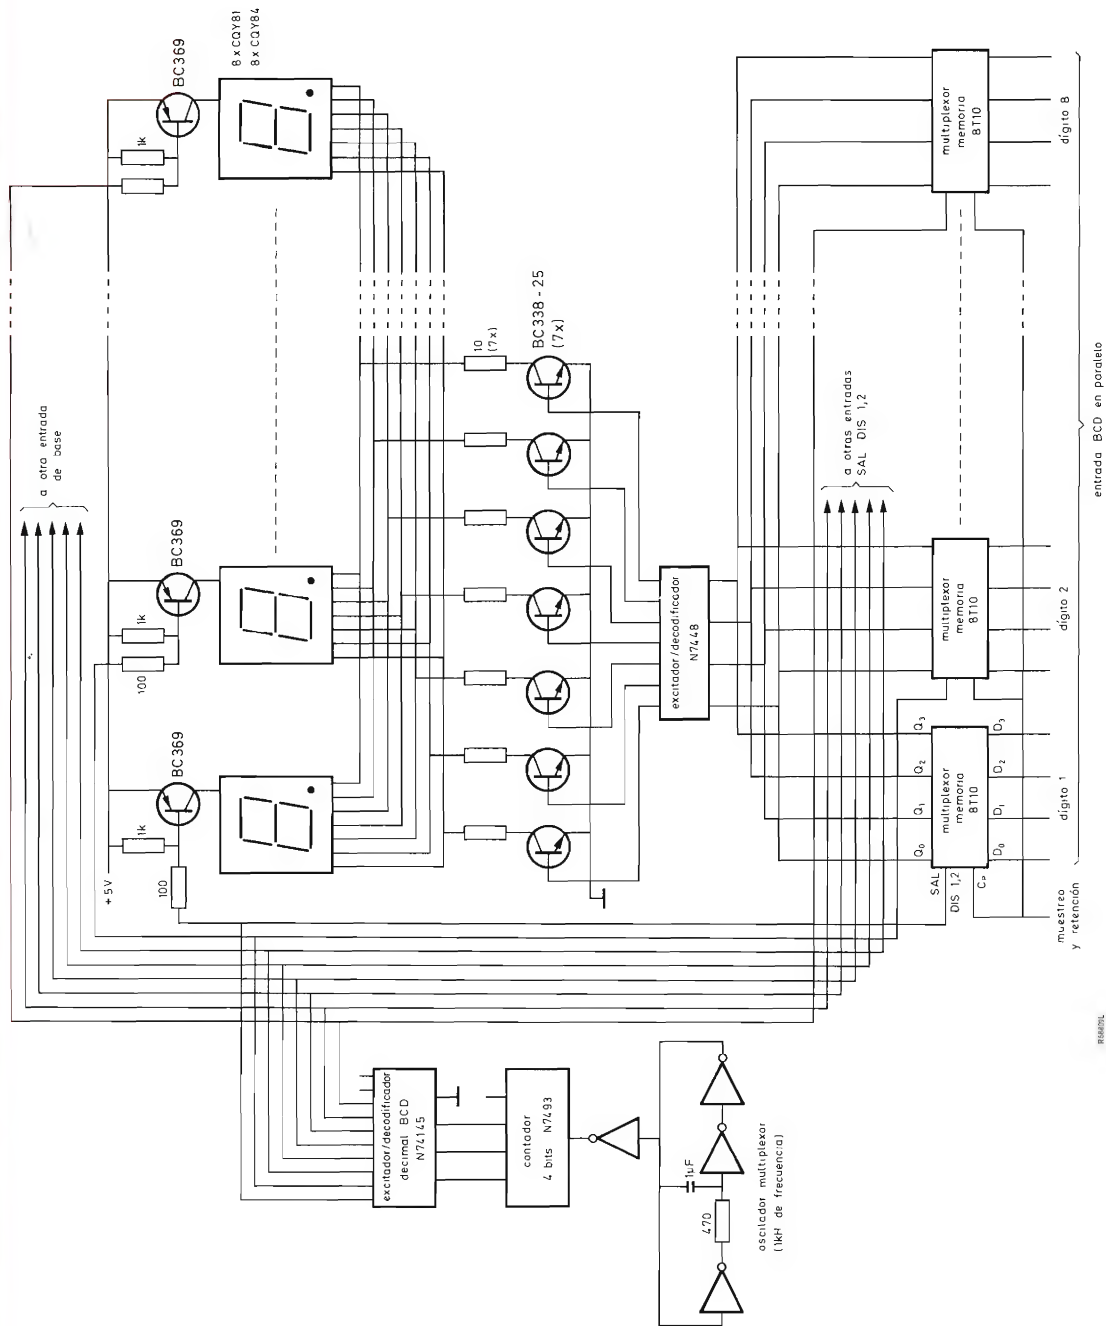 BC369
8 x CQY81
8 x CQY84
1k
a otra entrada
de base
BC369
1k
100
BC369
1k
+5V
100
10
(7x)
BC338-25
(7x)
excitador/decodificador
N7448
a otras entradas
SAL DIS 1,2
multiplexor
memoria
8T10
dígito 8
multiplexor
memoria
8T10
dígito 2
Q0
Q1
Q2
Q3
multiplexor
memoria
8T10
D0
D1
D2
D3
dígito 1
SAL
DIS 1,2
CP
muestreo
y retención
entrada BCD en paralelo
excitador/decodificador
decimal BCD
N74145
contador
4 bits N7493
1µF
470
oscilador multiplexor
(1kH de frecuencia)